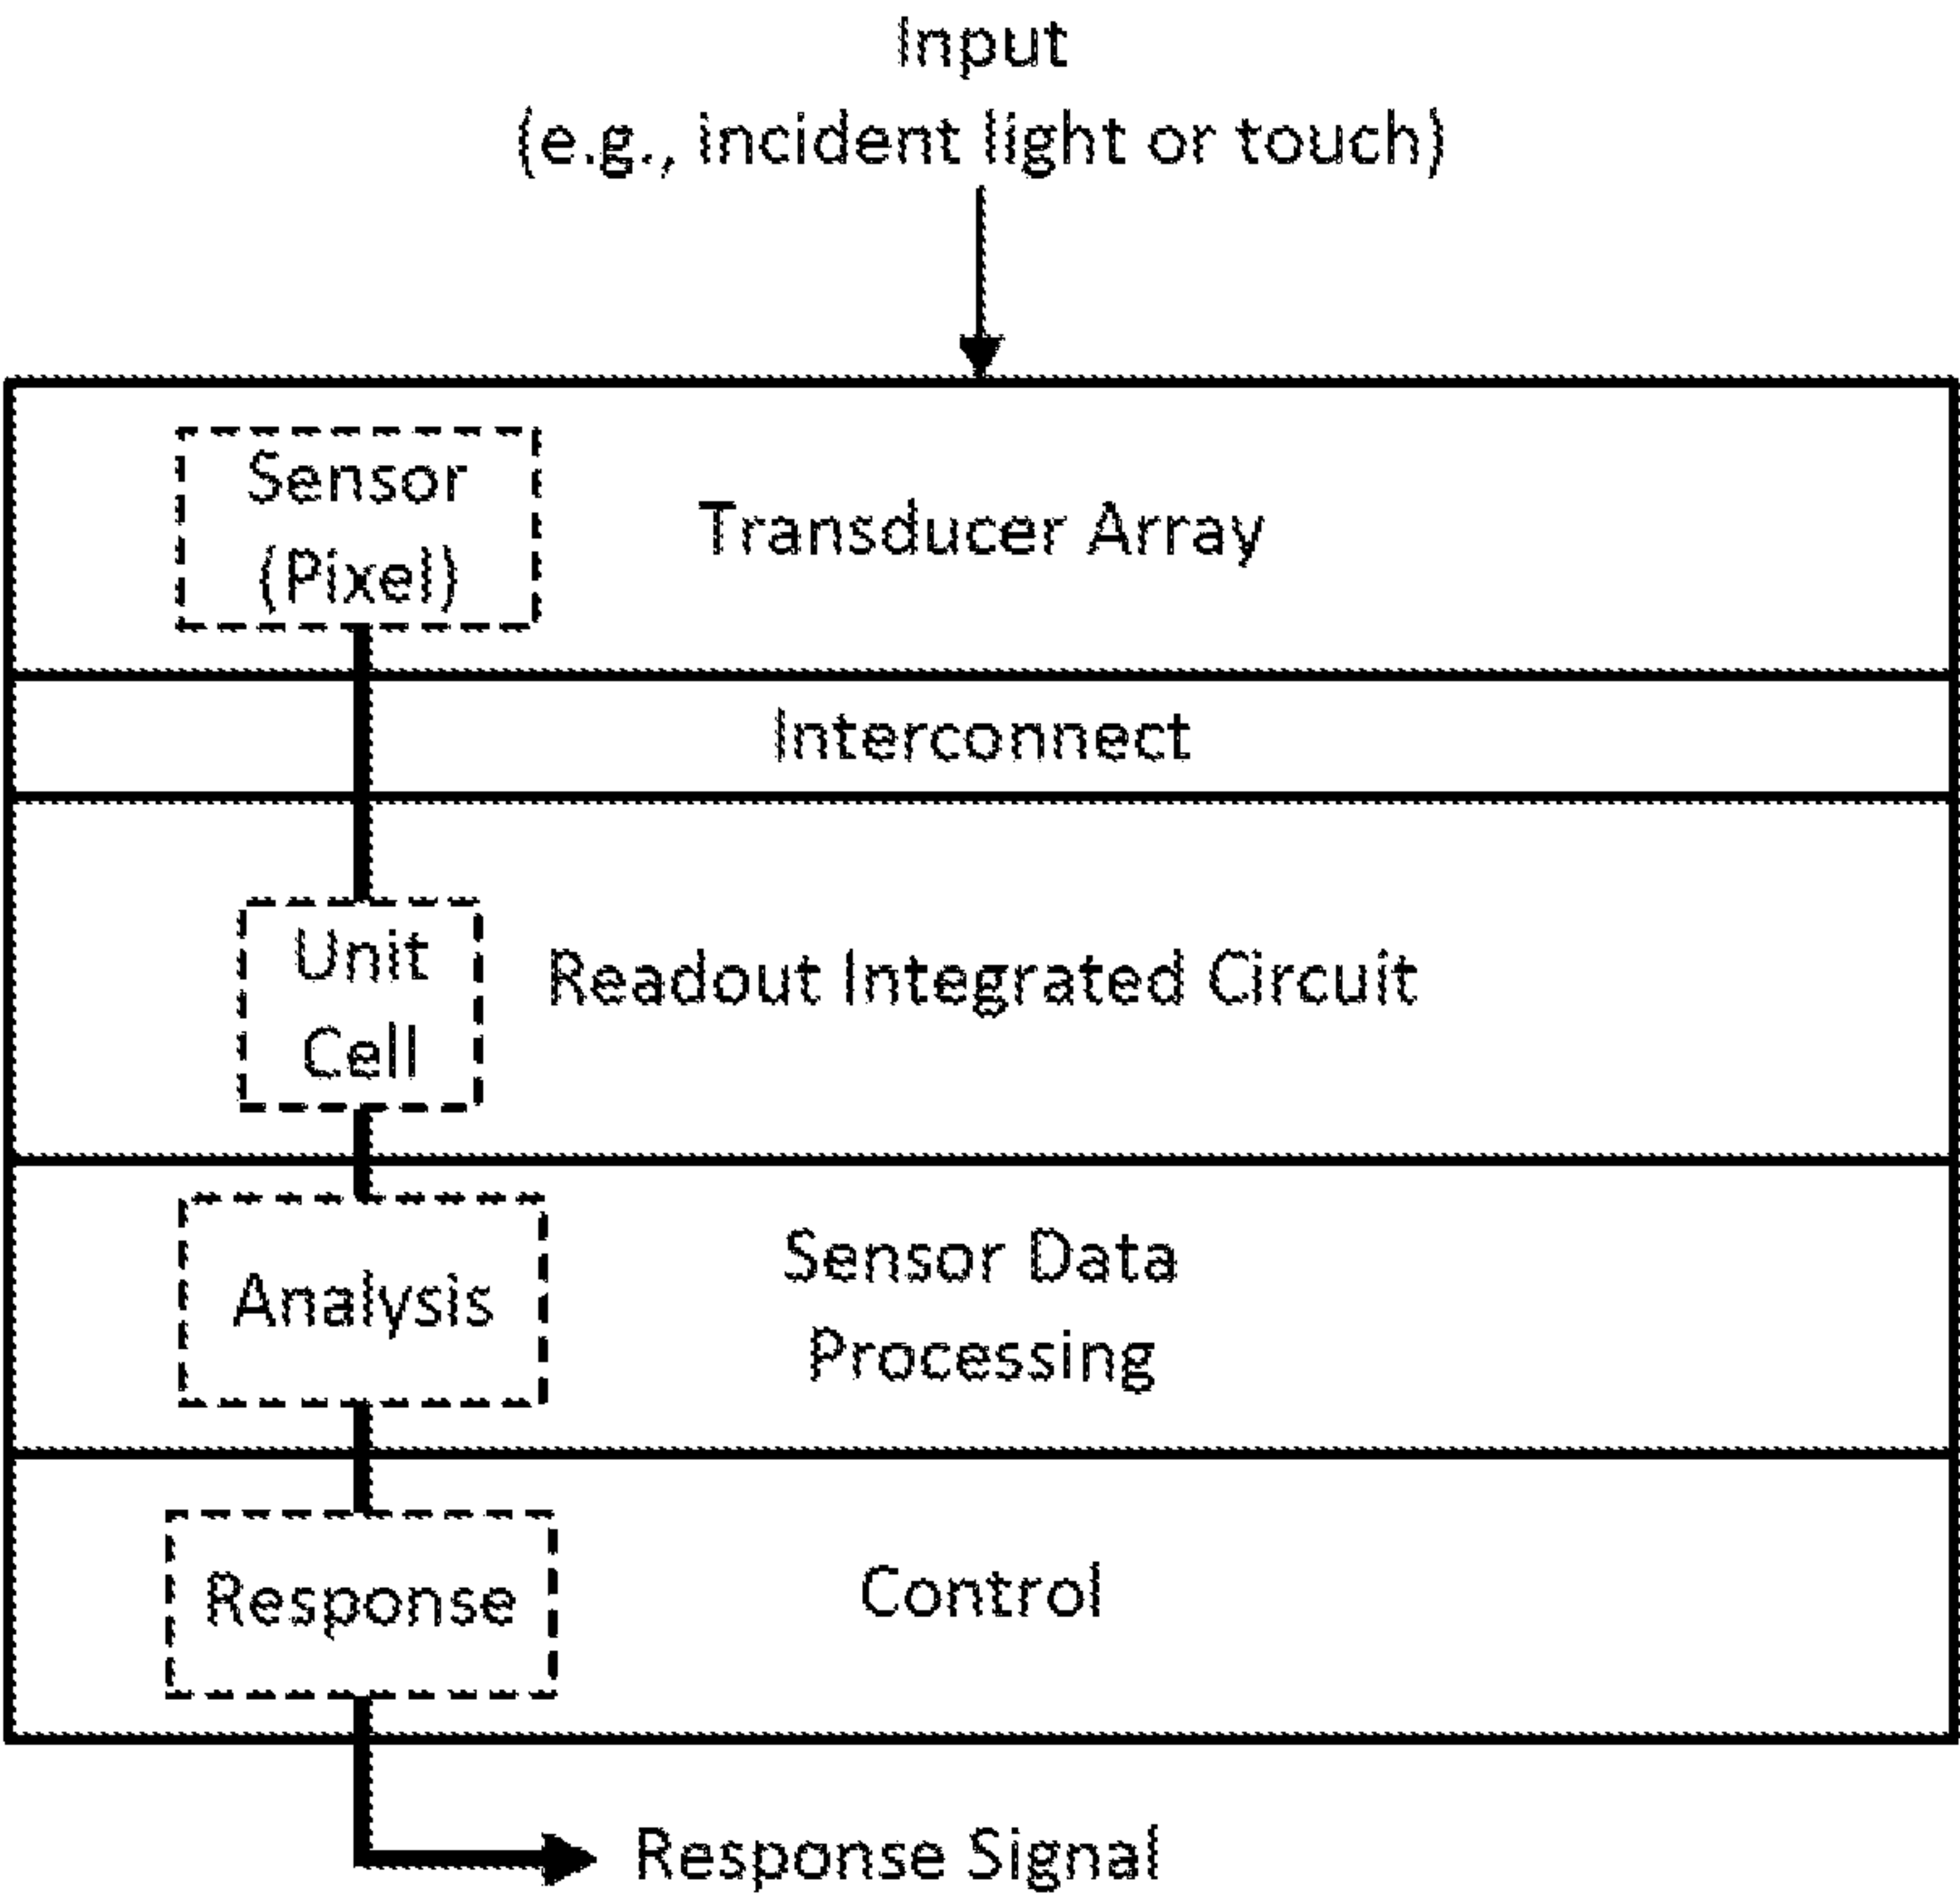 Input
(e.g., incident light or touch)
Sensor
(Pixel)
Transducer Array
Interconnect
Unit
Cell
Readout Integrated Circuit
Analysis
Sensor Data
Processing
Response
Control
Response Signal